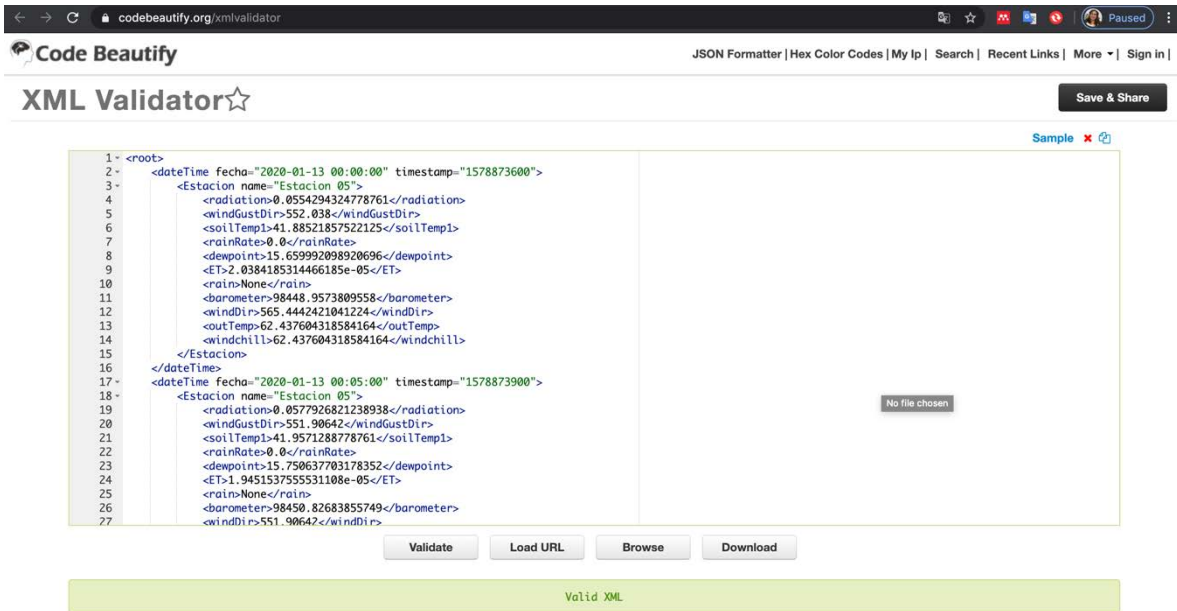 codebeautify.org/xmlvalidator
Paused
Code Beautify
JSON Formatter | Hex Color Codes | My Ip | Search | Recent Links | More | Sign in |
XML Validator
Save & Share
Sample
1 <root>
2 <dateTime fecha="2020-01-13 00:00:00" timestamp="1578873600">
3 <Estacion name="Estacion 05">
4 <radiation>0.0554294324778761</radiation>
5 <windGustDir>552.038</windGustDir>
6 <soilTemp1>41.88521857522125</soilTemp1>
7 <rainRate>0.0</rainRate>
8 <dewpoint>15.659992098920696</dewpoint>
9 <ET>2.0384185314466185e-05</ET>
10 <rain>None</rain>
11 <barometer>98448.9573809558</barometer>
12 <windDir>565.4442421041224</windDir>
13 <outTemp>62.437604318584164</outTemp>
14 <windchill>62.437604318584164</windchill>
15 </Estacion>
16 </dateTime>
17 <dateTime fecha="2020-01-13 00:05:00" timestamp="1578873900">
18 <Estacion name="Estacion 05">
19 <radiation>0.0577926821238938</radiation>
20 <windGustDir>551.90642</windGustDir>
21 <soilTemp1>41.9571288778761</soilTemp1>
22 <rainRate>0.0</rainRate>
23 <dewpoint>15.750637703178352</dewpoint>
24 <ET>1.9451537555531108e-05</ET>
25 <rain>None</rain>
26 <barometer>98450.82683855749</barometer>
27 <windDir>551.90642</windDir>
No file chosen
Validate Load URL Browse Download
Valid XML